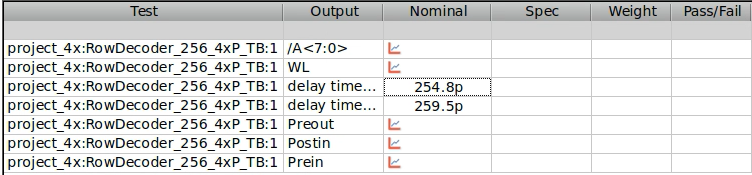 Test Output Nominal Spec Weight Pass/Fail
project_4x:RowDecoder_256_4xP_TB:1 /A<7:0>
project_4x:RowDecoder_256_4xP_TB:1 WL
project_4x:RowDecoder_256_4xP_TB:1 delay time... 254.8p
project_4x:RowDecoder_256_4xP_TB:1 delay time... 259.5p
project_4x:RowDecoder_256_4xP_TB:1 Preout
project_4x:RowDecoder_256_4xP_TB:1 Postin
project_4x:RowDecoder_256_4xP_TB:1 Prein